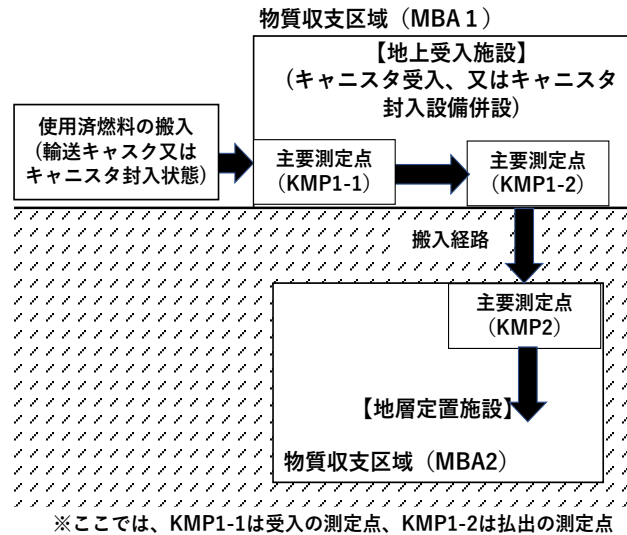 物質収支区域（MBA１）
【地上受入施設】
（キャニスタ受入、又はキャニスタ
封入設備併設）
使用済燃料の搬入
（輸送キャスク又は
キャニスタ封入状態）
主要測定点
（KMP1-1）
主要測定点
（KMP1-2）
搬入経路
主要測定点
（KMP2）
【地層定置施設】
物質収支区域（MBA2）
※ここでは、KMP1-1は受入の測定点、KMP1-2は払出の測定点